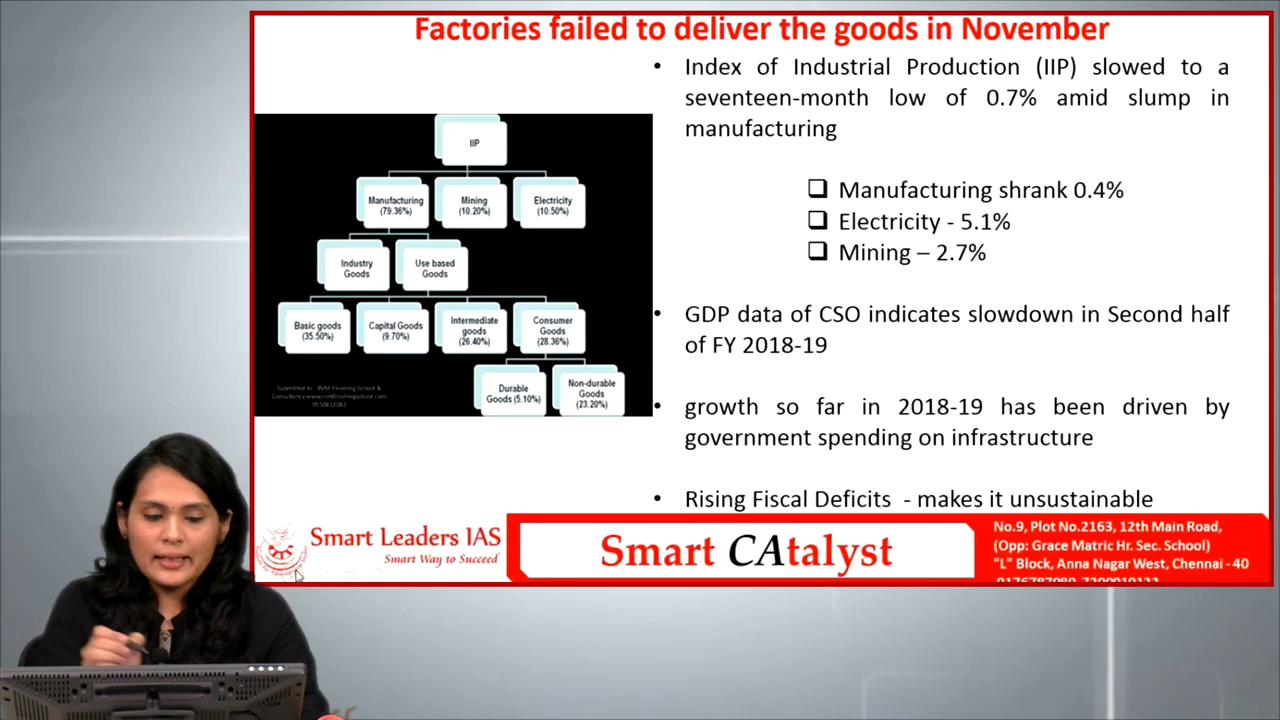 Factories failed to deliver the goods in November
• Index of Industrial Production (IIP) slowed to a
seventeen-month low of 0.7% amid slump in
manufacturing
❑ Manufacturing shrank 0.4%
❑ Electricity - 5.1%
❑ Mining – 2.7%
• GDP data of CSO indicates slowdown in Second half
of FY 2018-19
• growth so far in 2018-19 has been driven by
government spending on infrastructure
• Rising Fiscal Deficits - makes it unsustainable
IIP
Manufacturing
(79.36%)
Mining
(10.20%)
Electricity
(10.50%)
Industry
Goods
Use based
Goods
Basic goods
(35.50%)
Capital Goods
(9.70%)
Intermediate
goods
(26.40%)
Consumer
Goods
(28.36%)
Durable
Goods (5.10%)
Non-durable
Goods
(23.20%)
Submitted to
Finishing School &
Consultancy
Smart Leaders IAS
Smart Way to Succeed
Smart CAtalyst
No.9, Plot No.2163, 12th Main Road,
(Opp: Grace Matric Hr. Sec. School)
"L" Block, Anna Nagar West, Chennai - 40